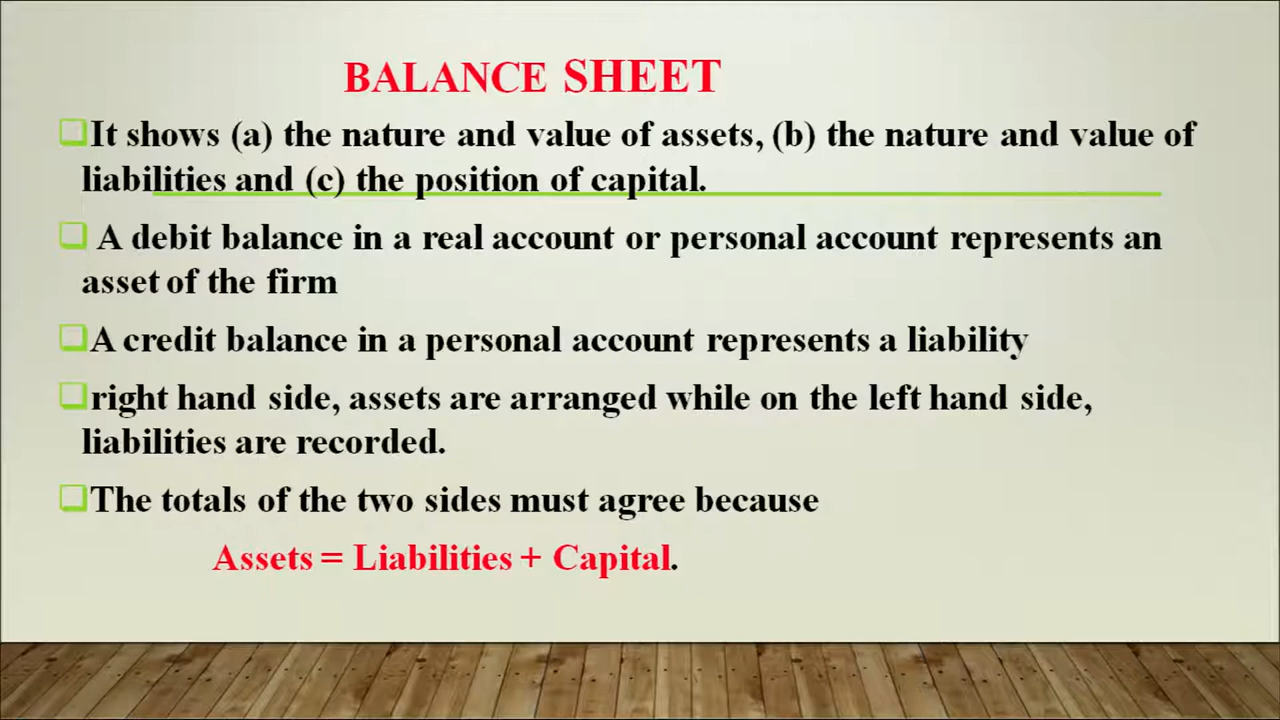 BALANCE SHEET
It shows (a) the nature and value of assets, (b) the nature and value of
liabilities and (c) the position of capital.
A debit balance in a real account or personal account represents an
asset of the firm
A credit balance in a personal account represents a liability
right hand side, assets are arranged while on the left hand side,
liabilities are recorded.
The totals of the two sides must agree because
Assets = Liabilities + Capital.